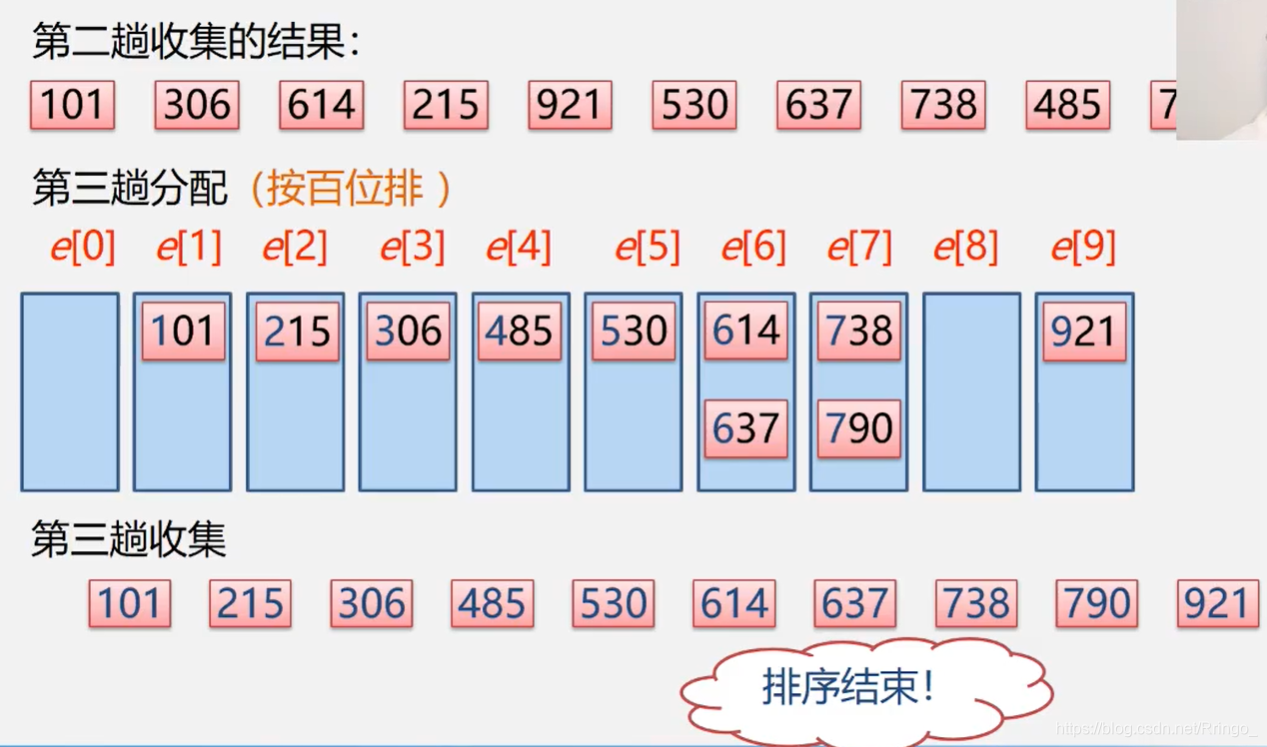 第二趟收集的结果：
101 306 614 215 921 530 637 738 485 7
第三趟分配（按百位排 ）
e[0] e[1] e[2] e[3] e[4] e[5] e[6] e[7] e[8] e[9]
101 215 306 485 530 614 738 921
637 790
第三趟收集
101 215 306 485 530 614 637 738 790 921
排序结束！
https://blog.csdn.net/Rringo_